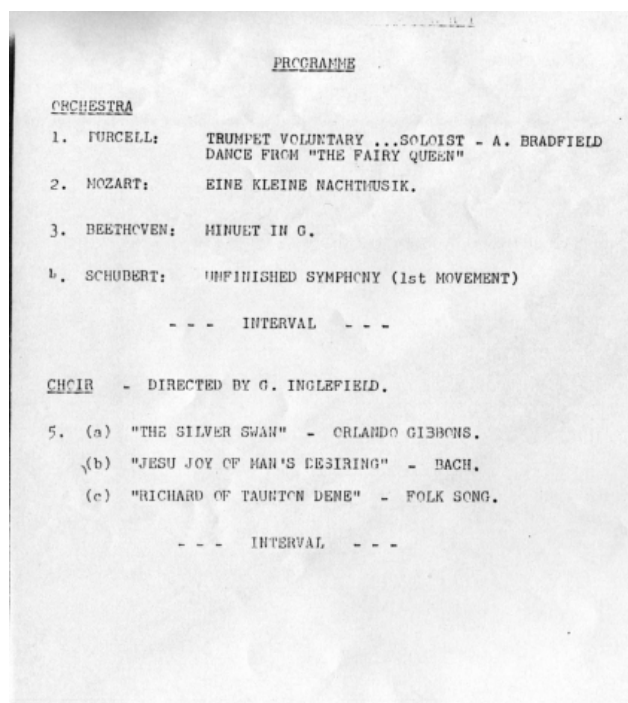 PROGRAMME
ORCHESTRA
1. PURCELL: TRUMPET VOLUNTARY ...SOLOIST - A. BRADFIELD
DANCE FROM "THE FAIRY QUEEN"
2. MOZART: EINE KLEINE NACHTMUSIK.
3. BEETHOVEN: MINUET IN G.
4. SCHUBERT: UNFINISHED SYMPHONY (1st MOVEMENT)
- - - INTERVAL - - -
CHOIR - DIRECTED BY G. INGLEFIELD.
5. (a) "THE SILVER SWAN" - ORLANDO GIBBONS.
(b) "JESU JOY OF MAN'S DESIRING" - BACH.
(c) "RICHARD OF TAUNTON DENE" - FOLK SONG.
- - - INTERVAL - - -